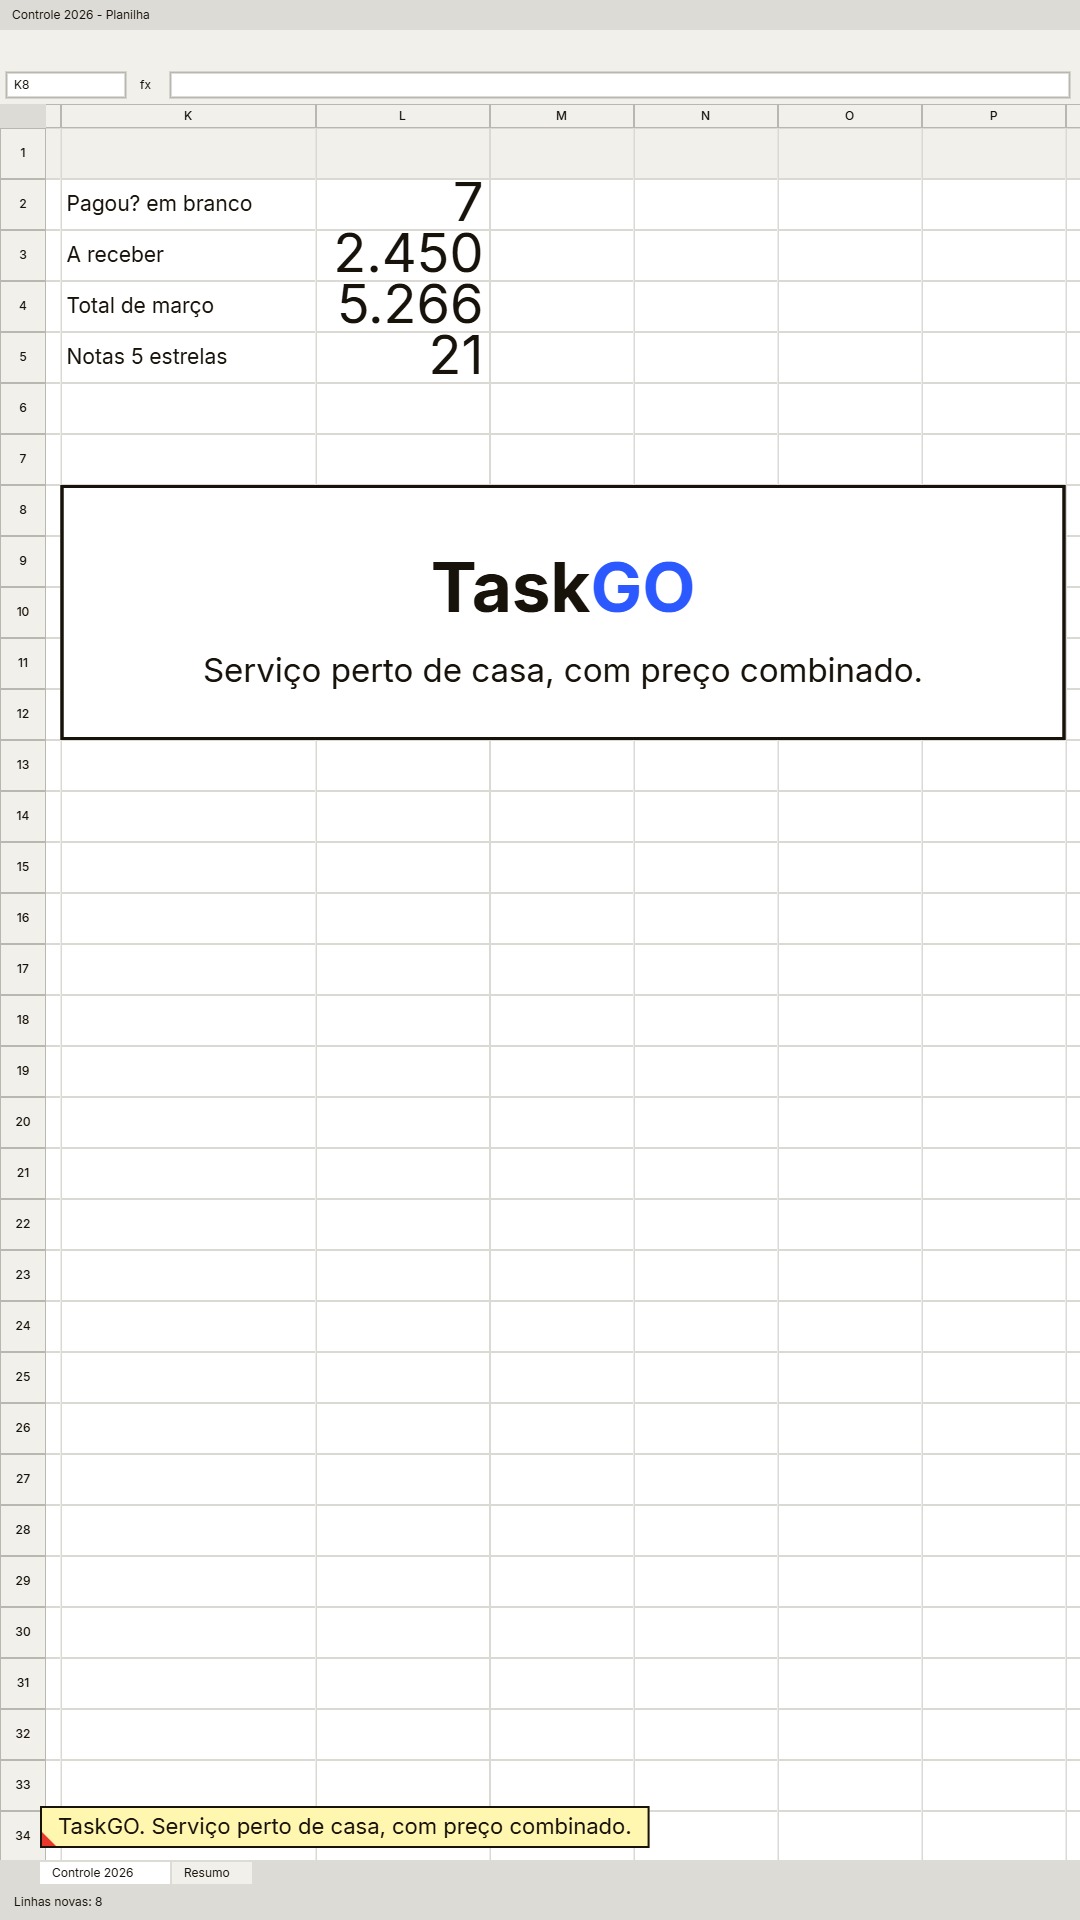 Controle 2026 - Planilha
K8 fx
K L M N O P
1
2 Pagou? em branco 7
3 A receber 2.450
4 Total de março 5.266
5 Notas 5 estrelas 21
6
7
8
9
TaskGO
10
11 Serviço perto de casa, com preço combinado.
12
13
14
15
16
17
18
19
20
21
22
23
24
25
26
27
28
29
30
31
32
33
34 TaskGO. Serviço perto de casa, com preço combinado.
Controle 2026 Resumo
Linhas novas: 8